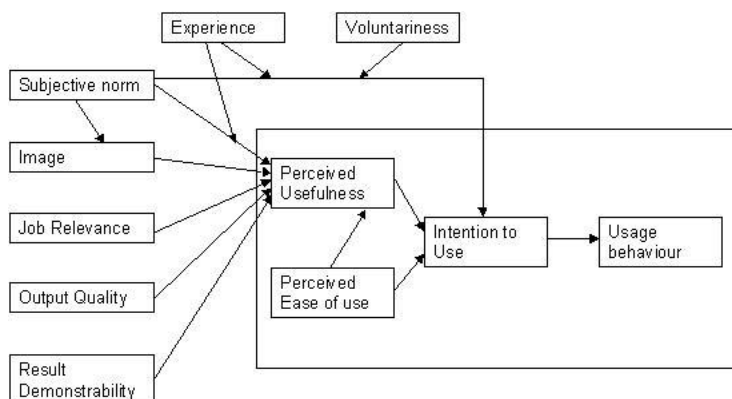 Experience
Voluntariness
Subjective norm
Image
Perceived
Usefulness
Job Relevance
Intention to
Use
Usage
behaviour
Perceived
Ease of use
Output Quality
Result
Demonstrability